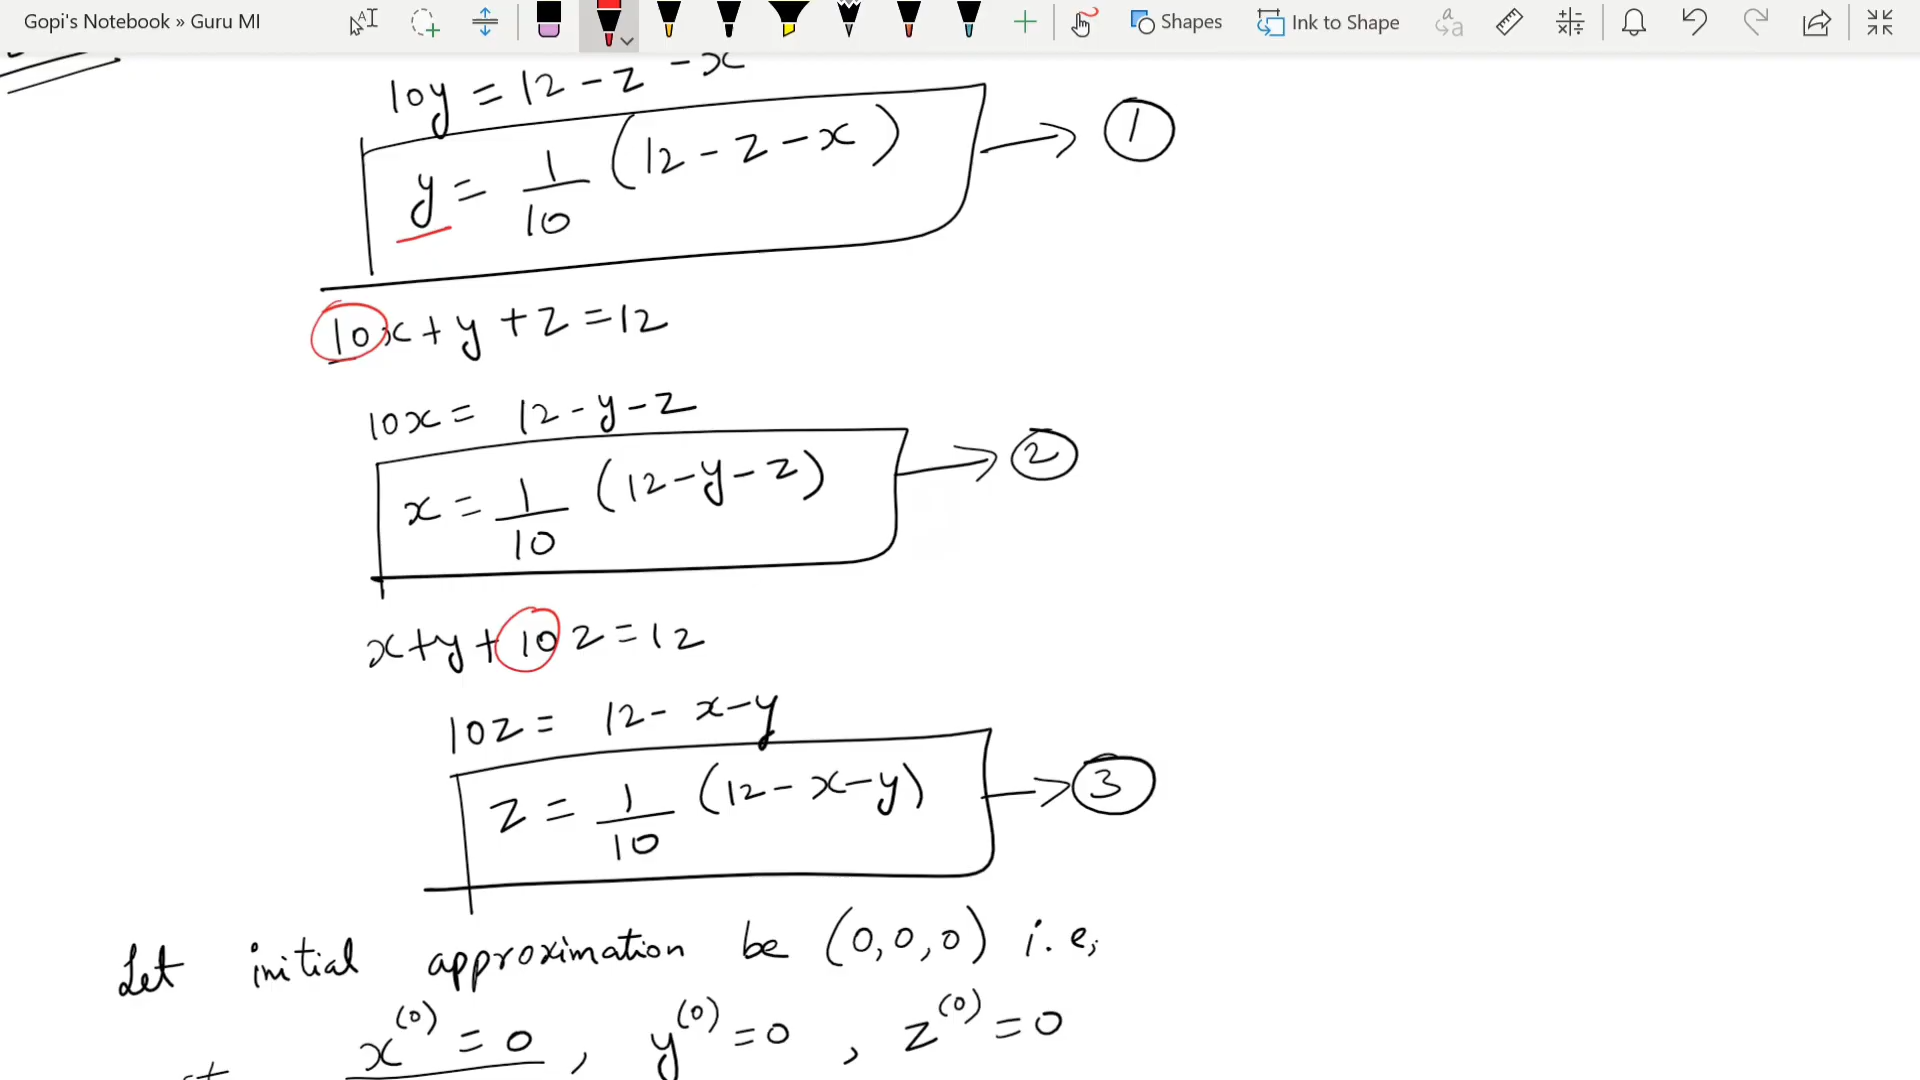 Gopi's Notebook » Guru MI
Shapes
Ink to Shape
10y = 12 - z - x
y = 1/10 (12 - z - x) → ①
10x + y + z = 12
10x = 12 - y - z
x = 1/10 (12 - y - z) → ②
x + y + 10z = 12
10z = 12 - x - y
z = 1/10 (12 - x - y) → ③
Let initial approximation be (0,0,0) i.e,
x^(0) = 0, y^(0) = 0, z^(0) = 0